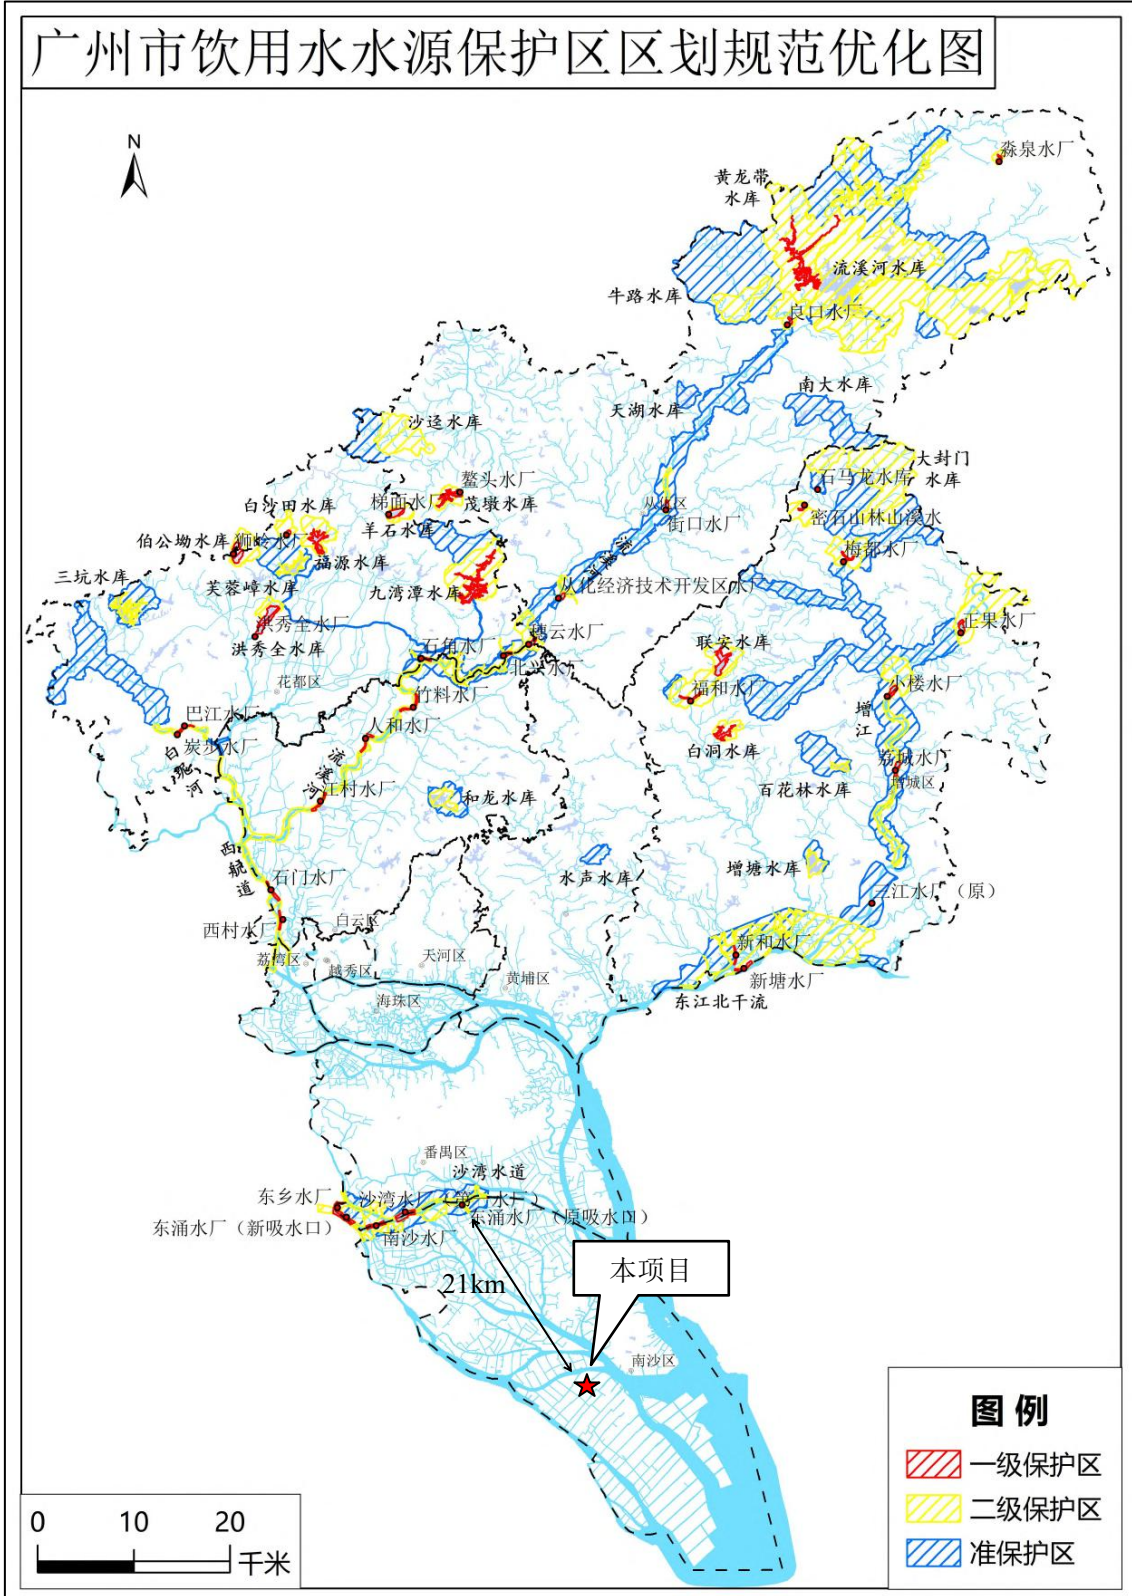 广州市饮用水水源保护区区划规范优化图
N
淼泉水厂
黄龙带
水库
流溪河水库
牛路水库
良口水厂
南大水库
天湖水库
沙迳水库
大封门
水库
石马龙水库
鳌头水厂
梯面水厂
茂墩水库
白沙田水库
羊石水库
从化区
街口水厂
密石山林山溪水
伯公坳水库
狮岭水厂
福源水库
梅都水厂
流溪河
三坑水库
芙蓉嶂水库
九湾潭水库
从化经济技术开发区水厂
洪秀全水厂
洪秀全水库
正果水厂
穗云水厂
石角水厂
北兴水厂
联安水库
花都区
竹料水厂
福和水厂
小楼水厂
巴江水厂
人和水厂
增江
炭步水厂
白坭河
流溪河
白洞水库
荔城水厂
增城区
江村水厂
和龙水库
百花林水库
西航道
水声水库
增塘水库
石门水厂
三江水厂（原）
西村水厂
白云区
新和水厂
荔湾区
越秀区
天河区
黄埔区
新塘水厂
海珠区
东江北干流
番禺区
沙湾水道
东乡水厂
沙湾水厂（第一水厂）
东涌水厂（新吸水口）
东涌水厂（原吸水口）
南沙水厂
21km
本项目
南沙区
图例
一级保护区
二级保护区
准保护区
0 10 20
千米